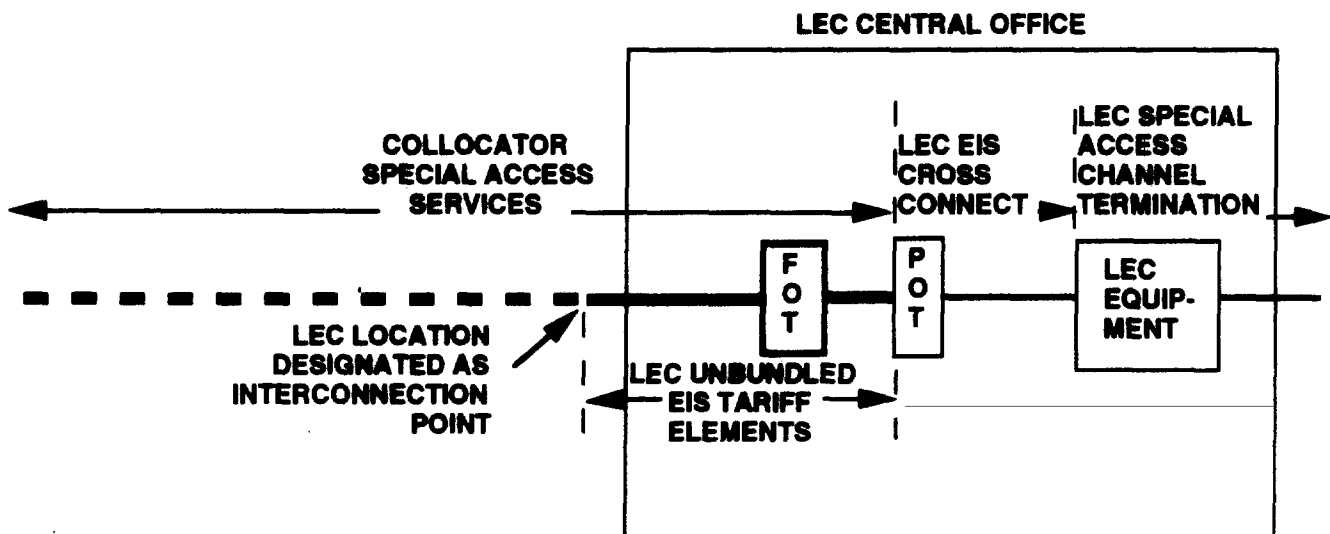 LEC CENTRAL OFFICE
COLLOCATOR
SPECIAL ACCESS
SERVICES
LEC EIS
CROSS
CONNECT
LEC SPECIAL
ACCESS
CHANNEL
TERMINATION
F
O
T
P
O
T
LEC
EQUIP-
MENT
LEC LOCATION
DESIGNATED AS
INTERCONNECTION
POINT
LEC UNBUNDLED
EIS TARIFF
ELEMENTS